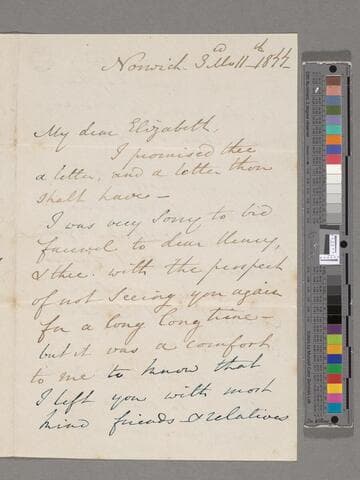 Norwich 3d Mo 11th 1844
My dear Elizabeth,
I promised thee
a letter, and a letter thou
shalt have —
I was very sorry to bid
farewel to dear Henry,
& thee. with the prospect
of not seeing you again
for a long long time —
but it was a comfort
to me to know that
I left you with most
kind friends & relatives